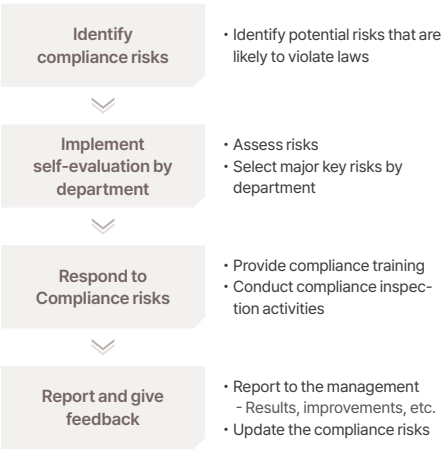 Identify
compliance risks
• Identify potential risks that are
likely to violate laws
Implement
self-evaluation by
department
• Assess risks
• Select major key risks by
department
Respond to
Compliance risks
• Provide compliance training
• Conduct compliance inspec-
tion activities
Report and give
feedback
• Report to the management
- Results, improvements, etc.
• Update the compliance risks